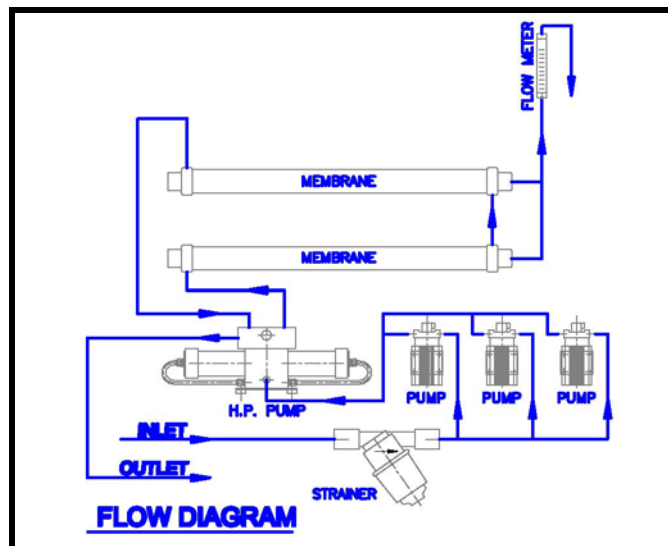 FLOW METER
MEMBRANE
MEMBRANE
H.P. PUMP
PUMP
PUMP
PUMP
INLET
OUTLET
STRAINER
FLOW DIAGRAM